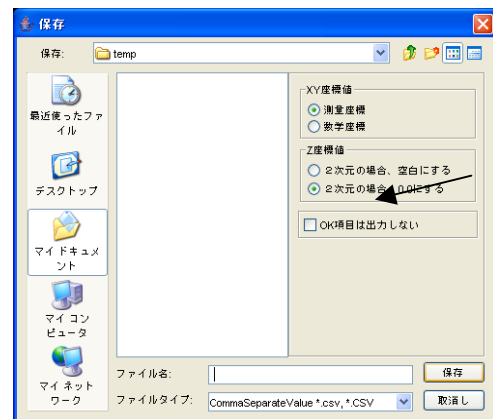 保存
保存:
temp
最近使ったファ
イル
デスクトップ
マイ ドキュメ
ント
マイ コン
ピュータ
マイ ネット
ワーク
XY座標値
測量座標
数学座標
Z座標値
2次元の場合、空白にする
2次元の場合、0.0にする
OK項目は出力しない
ファイル名:
保存
ファイルタイプ:
CommaSeparateValue *.csv, *.CSV
取消し